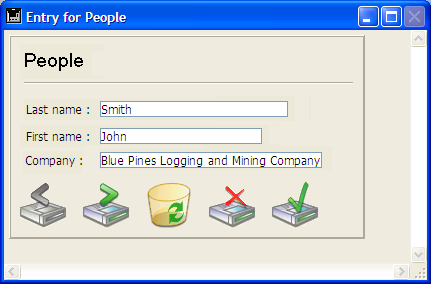 Entry for People
People
Last name : Smith
First name : John
Company : Blue Pines Logging and Mining Company